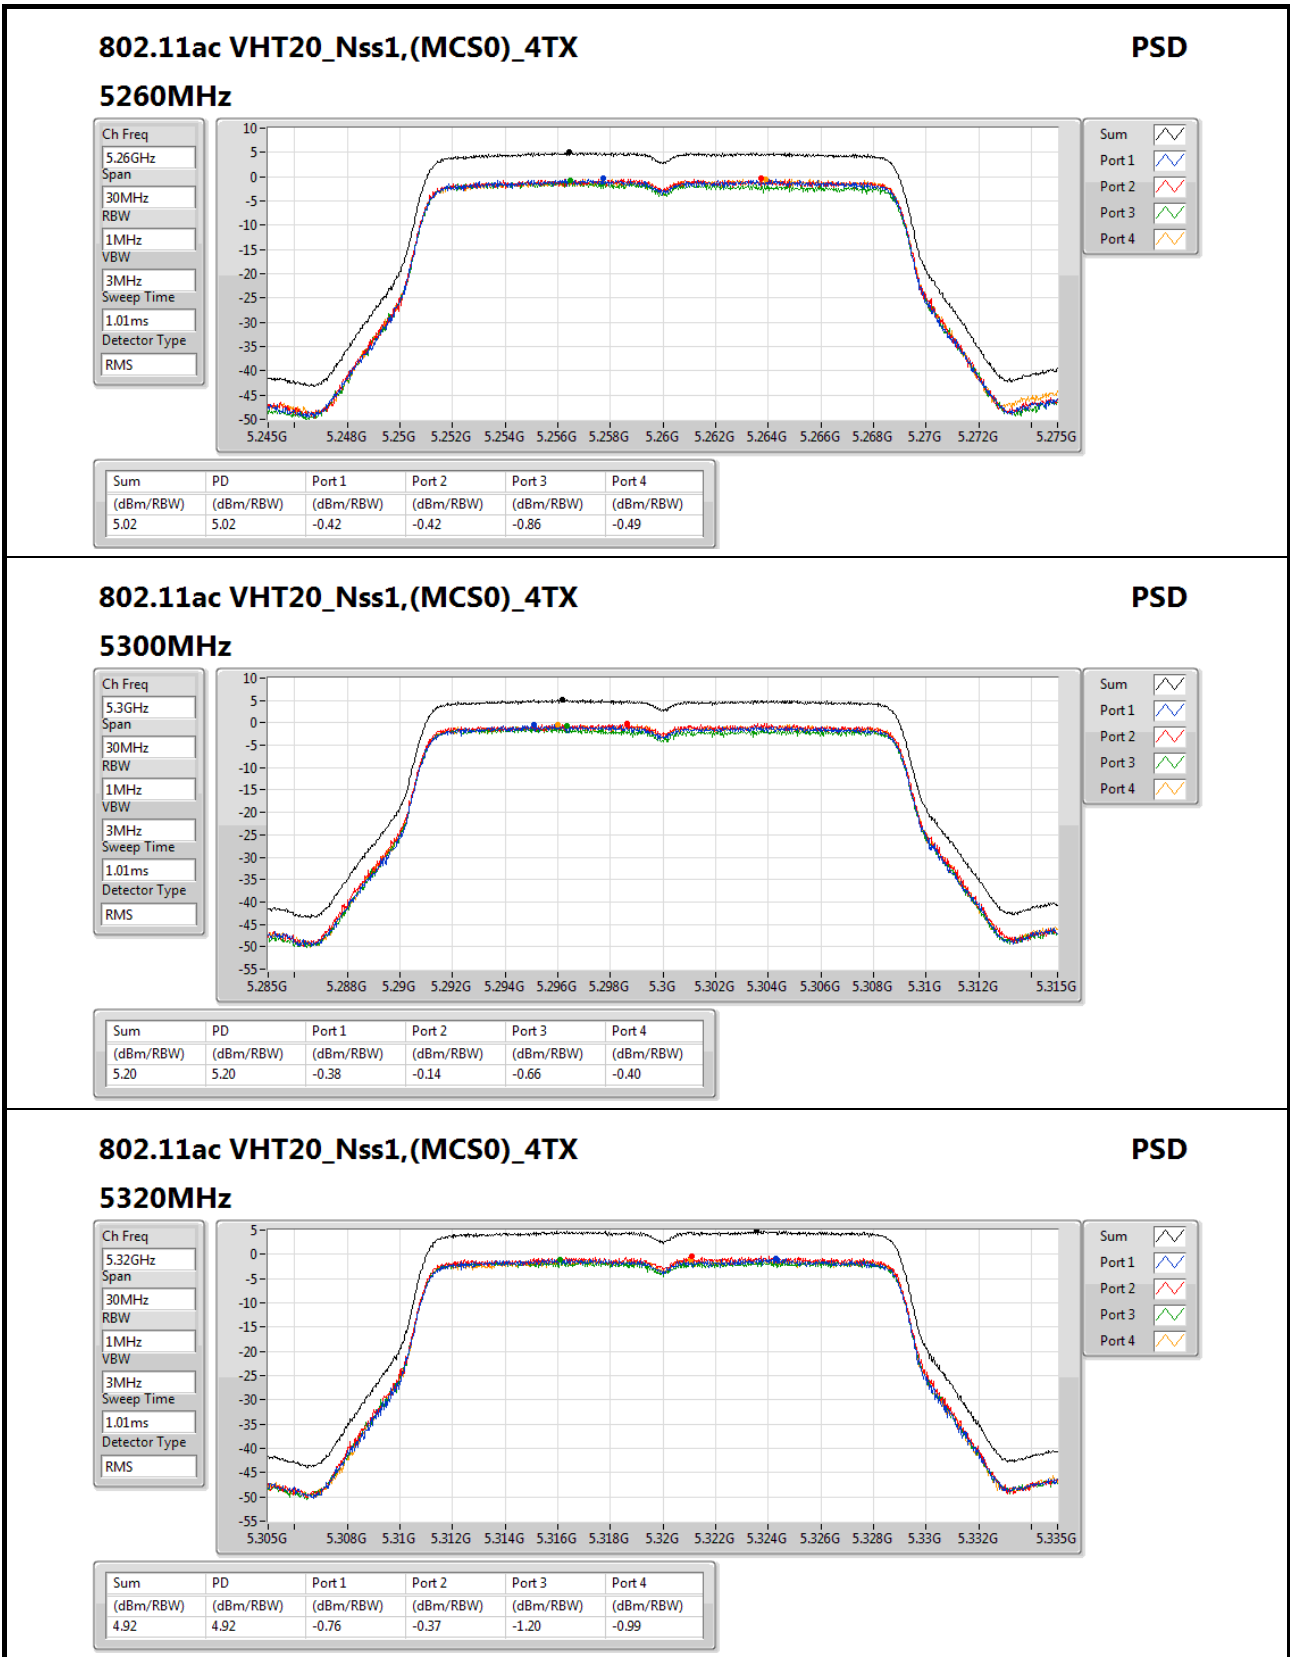 802.11ac VHT20_Nss1,(MCS0)_4TX PSD
5260MHz
Ch Freq
5.26GHz
Span
30MHz
RBW
1MHz
VBW
3MHz
Sweep Time
1.01ms
Detector Type
RMS
10
5
0
-5
-10
-15
-20
-25
-30
-35
-40
-45
-50
5.245G 5.248G 5.25G 5.252G 5.254G 5.256G 5.258G 5.26G 5.262G 5.264G 5.266G 5.268G 5.27G 5.272G 5.275G
Sum
Port 1
Port 2
Port 3
Port 4
Sum PD Port 1 Port 2 Port 3 Port 4
(dBm/RBW) (dBm/RBW) (dBm/RBW) (dBm/RBW) (dBm/RBW) (dBm/RBW)
5.02 5.02 -0.42 -0.42 -0.86 -0.49
802.11ac VHT20_Nss1,(MCS0)_4TX PSD
5300MHz
Ch Freq
5.3GHz
Span
30MHz
RBW
1MHz
VBW
3MHz
Sweep Time
1.01ms
Detector Type
RMS
10
5
0
-5
-10
-15
-20
-25
-30
-35
-40
-45
-50
-55
5.285G 5.288G 5.29G 5.292G 5.294G 5.296G 5.298G 5.3G 5.302G 5.304G 5.306G 5.308G 5.31G 5.312G 5.315G
Sum
Port 1
Port 2
Port 3
Port 4
Sum PD Port 1 Port 2 Port 3 Port 4
(dBm/RBW) (dBm/RBW) (dBm/RBW) (dBm/RBW) (dBm/RBW) (dBm/RBW)
5.20 5.20 -0.38 -0.14 -0.66 -0.40
802.11ac VHT20_Nss1,(MCS0)_4TX PSD
5320MHz
Ch Freq
5.32GHz
Span
30MHz
RBW
1MHz
VBW
3MHz
Sweep Time
1.01ms
Detector Type
RMS
5
0
-5
-10
-15
-20
-25
-30
-35
-40
-45
-50
-55
5.305G 5.308G 5.31G 5.312G 5.314G 5.316G 5.318G 5.32G 5.322G 5.324G 5.326G 5.328G 5.33G 5.332G 5.335G
Sum
Port 1
Port 2
Port 3
Port 4
Sum PD Port 1 Port 2 Port 3 Port 4
(dBm/RBW) (dBm/RBW) (dBm/RBW) (dBm/RBW) (dBm/RBW) (dBm/RBW)
4.92 4.92 -0.76 -0.37 -1.20 -0.99